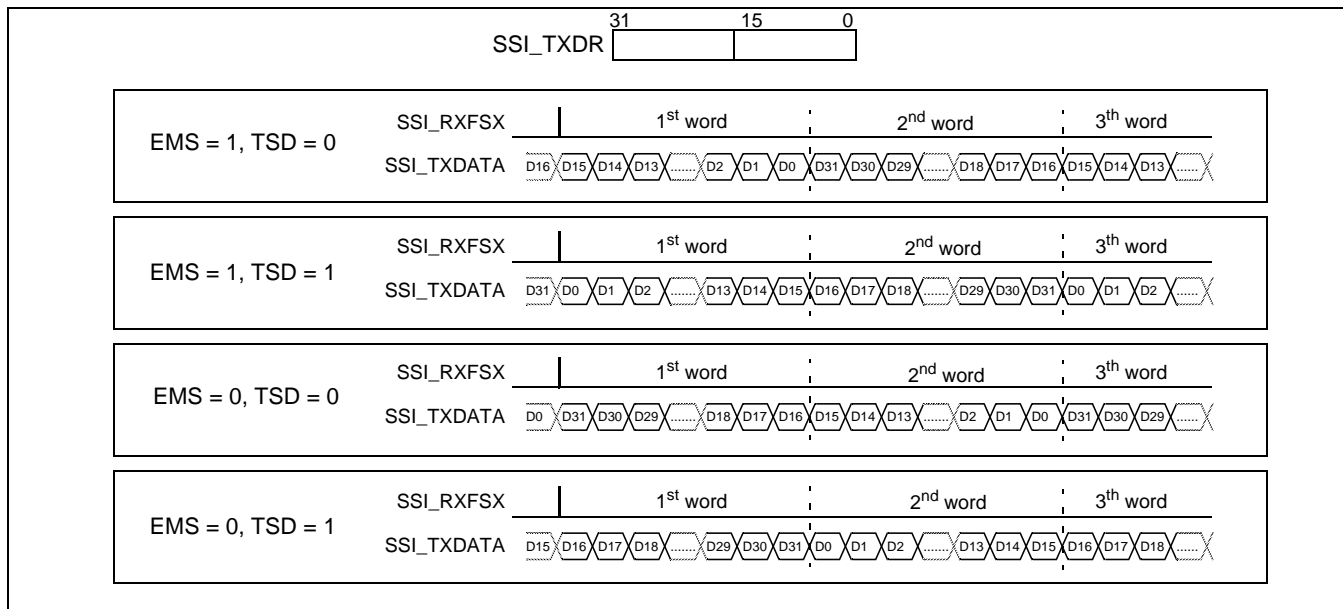 31 15 0
SSI_TXDR
EMS = 1, TSD = 0
SSI_RXFSX 1st word 2nd word 3th word
SSI_TXDATA D16 D15 D14 D13 ....... D2 D1 D0 D31 D30 D29 ....... D18 D17 D16 D15 D14 D13 ......
EMS = 1, TSD = 1
SSI_RXFSX 1st word 2nd word 3th word
SSI_TXDATA D31 D0 D1 D2 ....... D13 D14 D15 D16 D17 D18 ....... D29 D30 D31 D0 D1 D2 ......
EMS = 0, TSD = 0
SSI_RXFSX 1st word 2nd word 3th word
SSI_TXDATA D0 D31 D30 D29 ....... D18 D17 D16 D15 D14 D13 ....... D2 D1 D0 D31 D30 D29 ......
EMS = 0, TSD = 1
SSI_RXFSX 1st word 2nd word 3th word
SSI_TXDATA D15 D16 D17 D18 ....... D29 D30 D31 D0 D1 D2 ....... D13 D14 D15 D16 D17 D18 ......